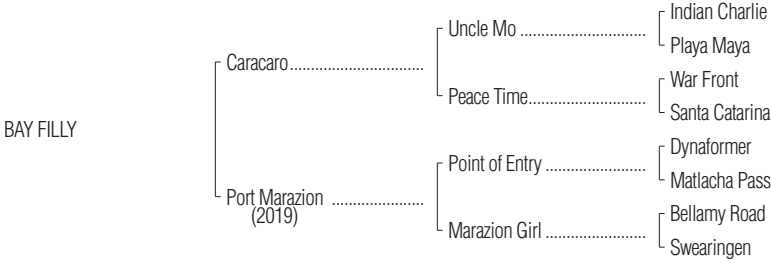 Indian Charlie
Uncle Mo ..............................
Playa Maya
Caracaro................................
War Front
Peace Time............................
Santa Catarina
BAY FILLY
Dynaformer
Point of Entry ........................
Matlacha Pass
Port Marazion ......................
(2019)
Bellamy Road
Marazion Girl ........................
Swearingen